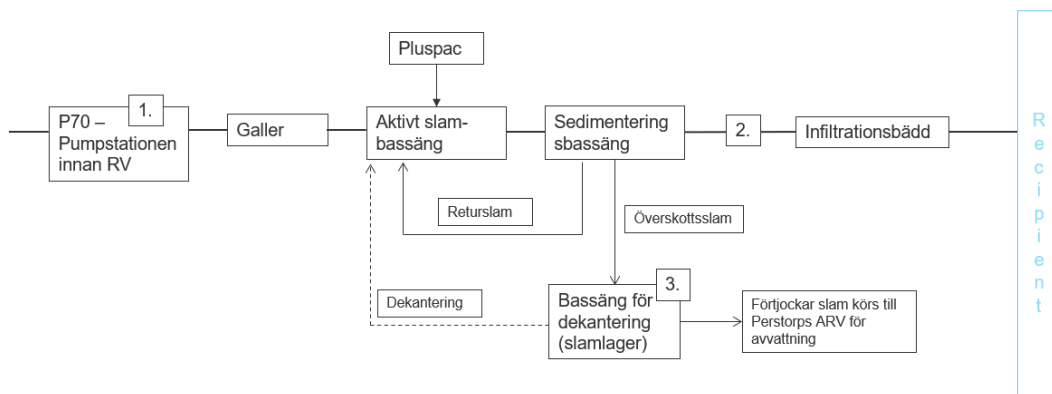 Pluspac
P70 –
Pumpstationen
innan RV
1.
Galler
Aktivt slam-
bassäng
Sedimentering
sbassäng
2.
Infiltrationsbädd
Recipient
Returslam
Överskottsslam
Dekantering
Bassäng för
dekantering
(slamlager)
3.
Förtjockar slam körs till
Perstorps ARV för
avvattning